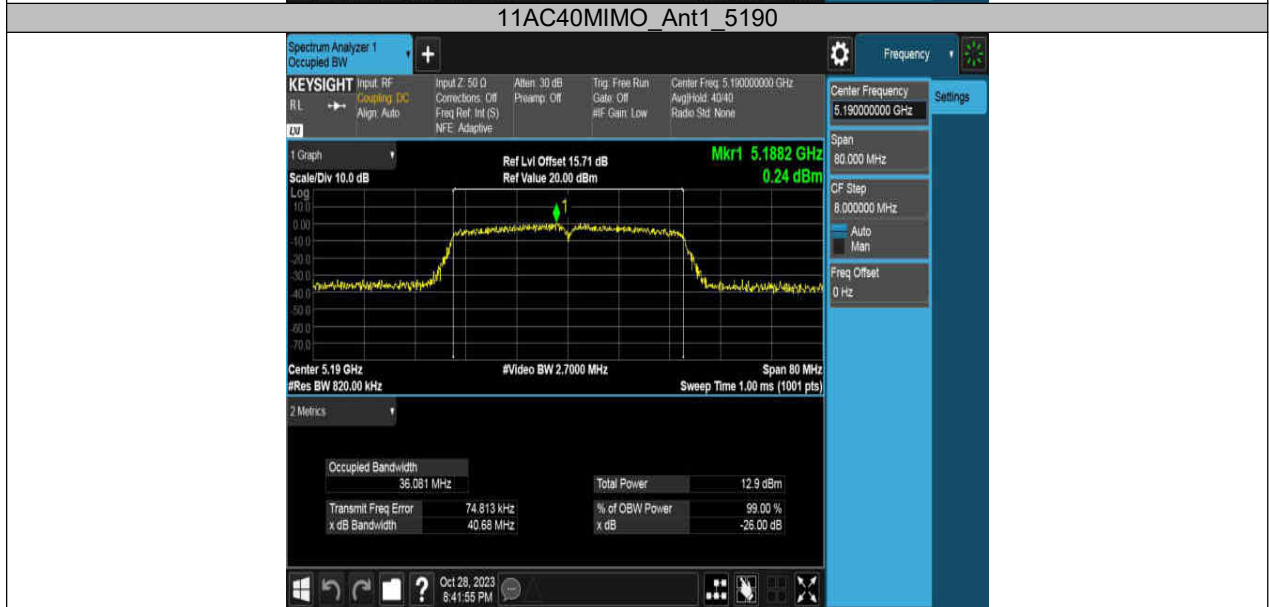 11AC40MIMO_Ant1_5190
Spectrum Analyzer 1
Occupied BW
+
Frequency
KEYSIGHT
RL
LXI
Input: RF
Coupling: DC
Align: Auto
Input Z: 50 Ω
Corrections: Off
Freq Ref: Int (S)
NFE: Adaptive
Atten: 30 dB
Preamp: Off
Trig: Free Run
Gate: Off
#IF Gain: Low
Center Freq: 5.190000000 GHz
Avg|Hold: 40/40
Radio Std: None
Center Frequency
5.190000000 GHz
Settings
Span
80.000 MHz
CF Step
8.000000 MHz
Auto
Man
Freq Offset
0 Hz
1 Graph
Scale/Div 10.0 dB
Ref Lvl Offset 15.71 dB
Ref Value 20.00 dBm
Mkr1 5.1882 GHz
0.24 dBm
Log
10.0
0.00
-10.0
-20.0
-30.0
-40.0
-50.0
-60.0
-70.0
1
Center 5.19 GHz
#Res BW 820.00 kHz
#Video BW 2.7000 MHz
Span 80 MHz
Sweep Time 1.00 ms (1001 pts)
2 Metrics
Occupied Bandwidth
36.081 MHz
Total Power 12.9 dBm
Transmit Freq Error 74.813 kHz
% of OBW Power 99.00 %
x dB Bandwidth 40.68 MHz
x dB -26.00 dB
?
Oct 28, 2023
8:41:55 PM